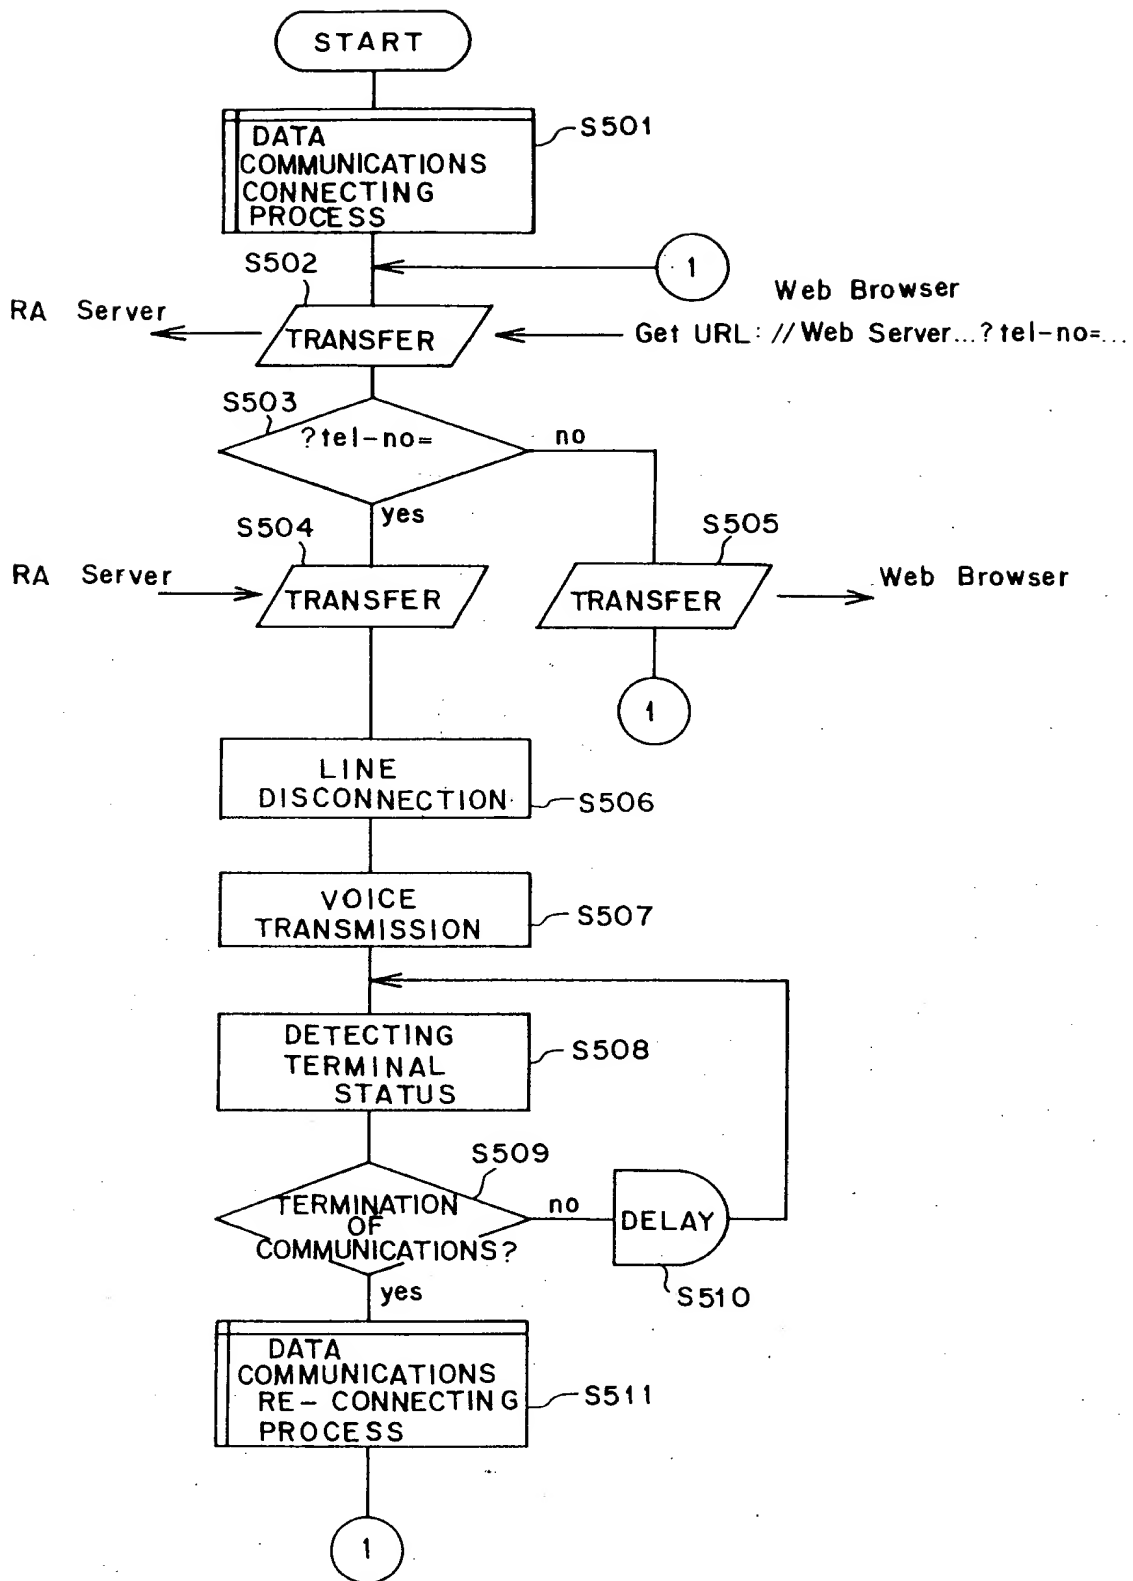 START
S501
DATA
COMMUNICATIONS
CONNECTING
PROCESS
S502
1
Web Browser
RA Server
TRANSFER
Get URL: //Web Server...?tel-no=...
S503
?tel-no=
no
yes
S504
S505
RA Server
TRANSFER
TRANSFER
Web Browser
1
LINE
DISCONNECTION
S506
VOICE
TRANSMISSION
S507
DETECTING
TERMINAL
STATUS
S508
S509
TERMINATION
OF
COMMUNICATIONS?
no
DELAY
S510
yes
DATA
COMMUNICATIONS
RE-CONNECTING
PROCESS
S511
1